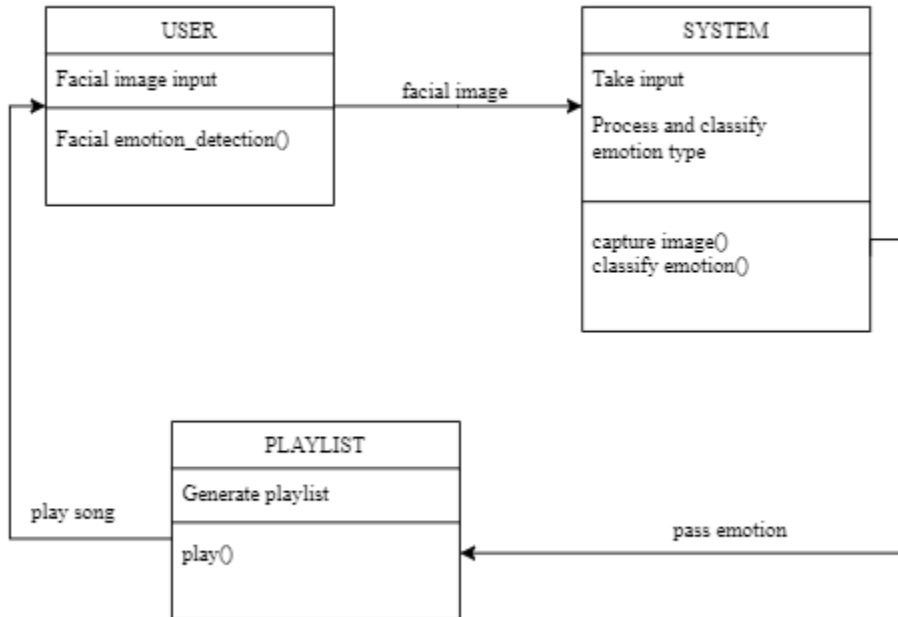 USER
Facial image input
Facial emotion_detection()
facial image
SYSTEM
Take input
Process and classify
emotion type
capture image()
classify emotion()
PLAYLIST
Generate playlist
play()
play song
pass emotion